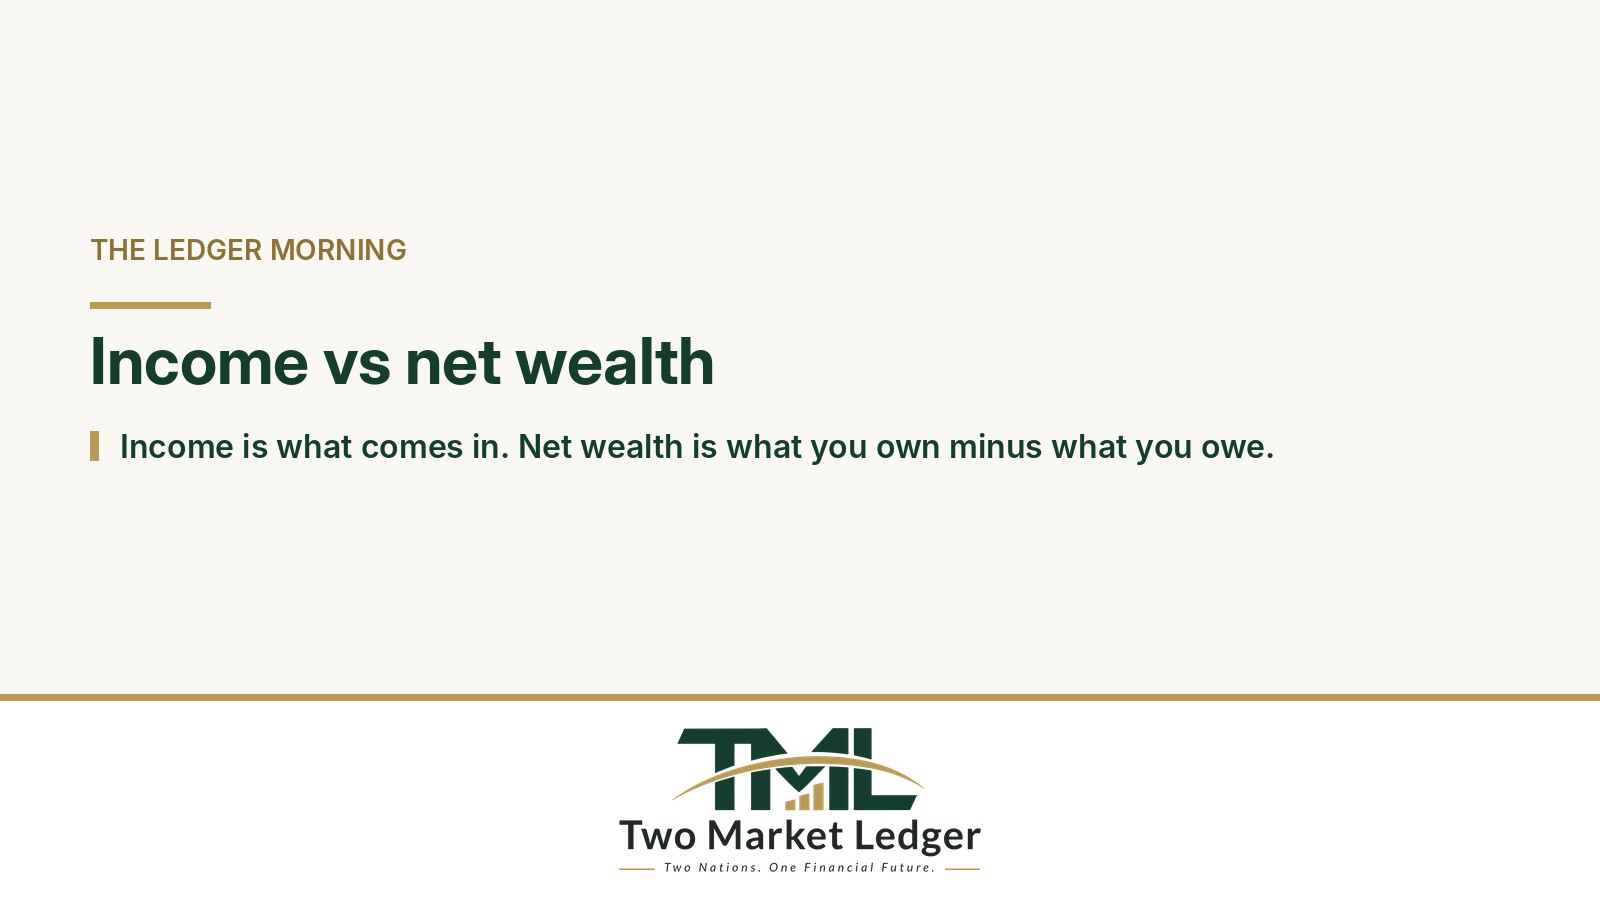 THE LEDGER MORNING
Income vs net wealth
Income is what comes in. Net wealth is what you own minus what you owe.
TML
Two Market Ledger
Two Nations. One Financial Future.